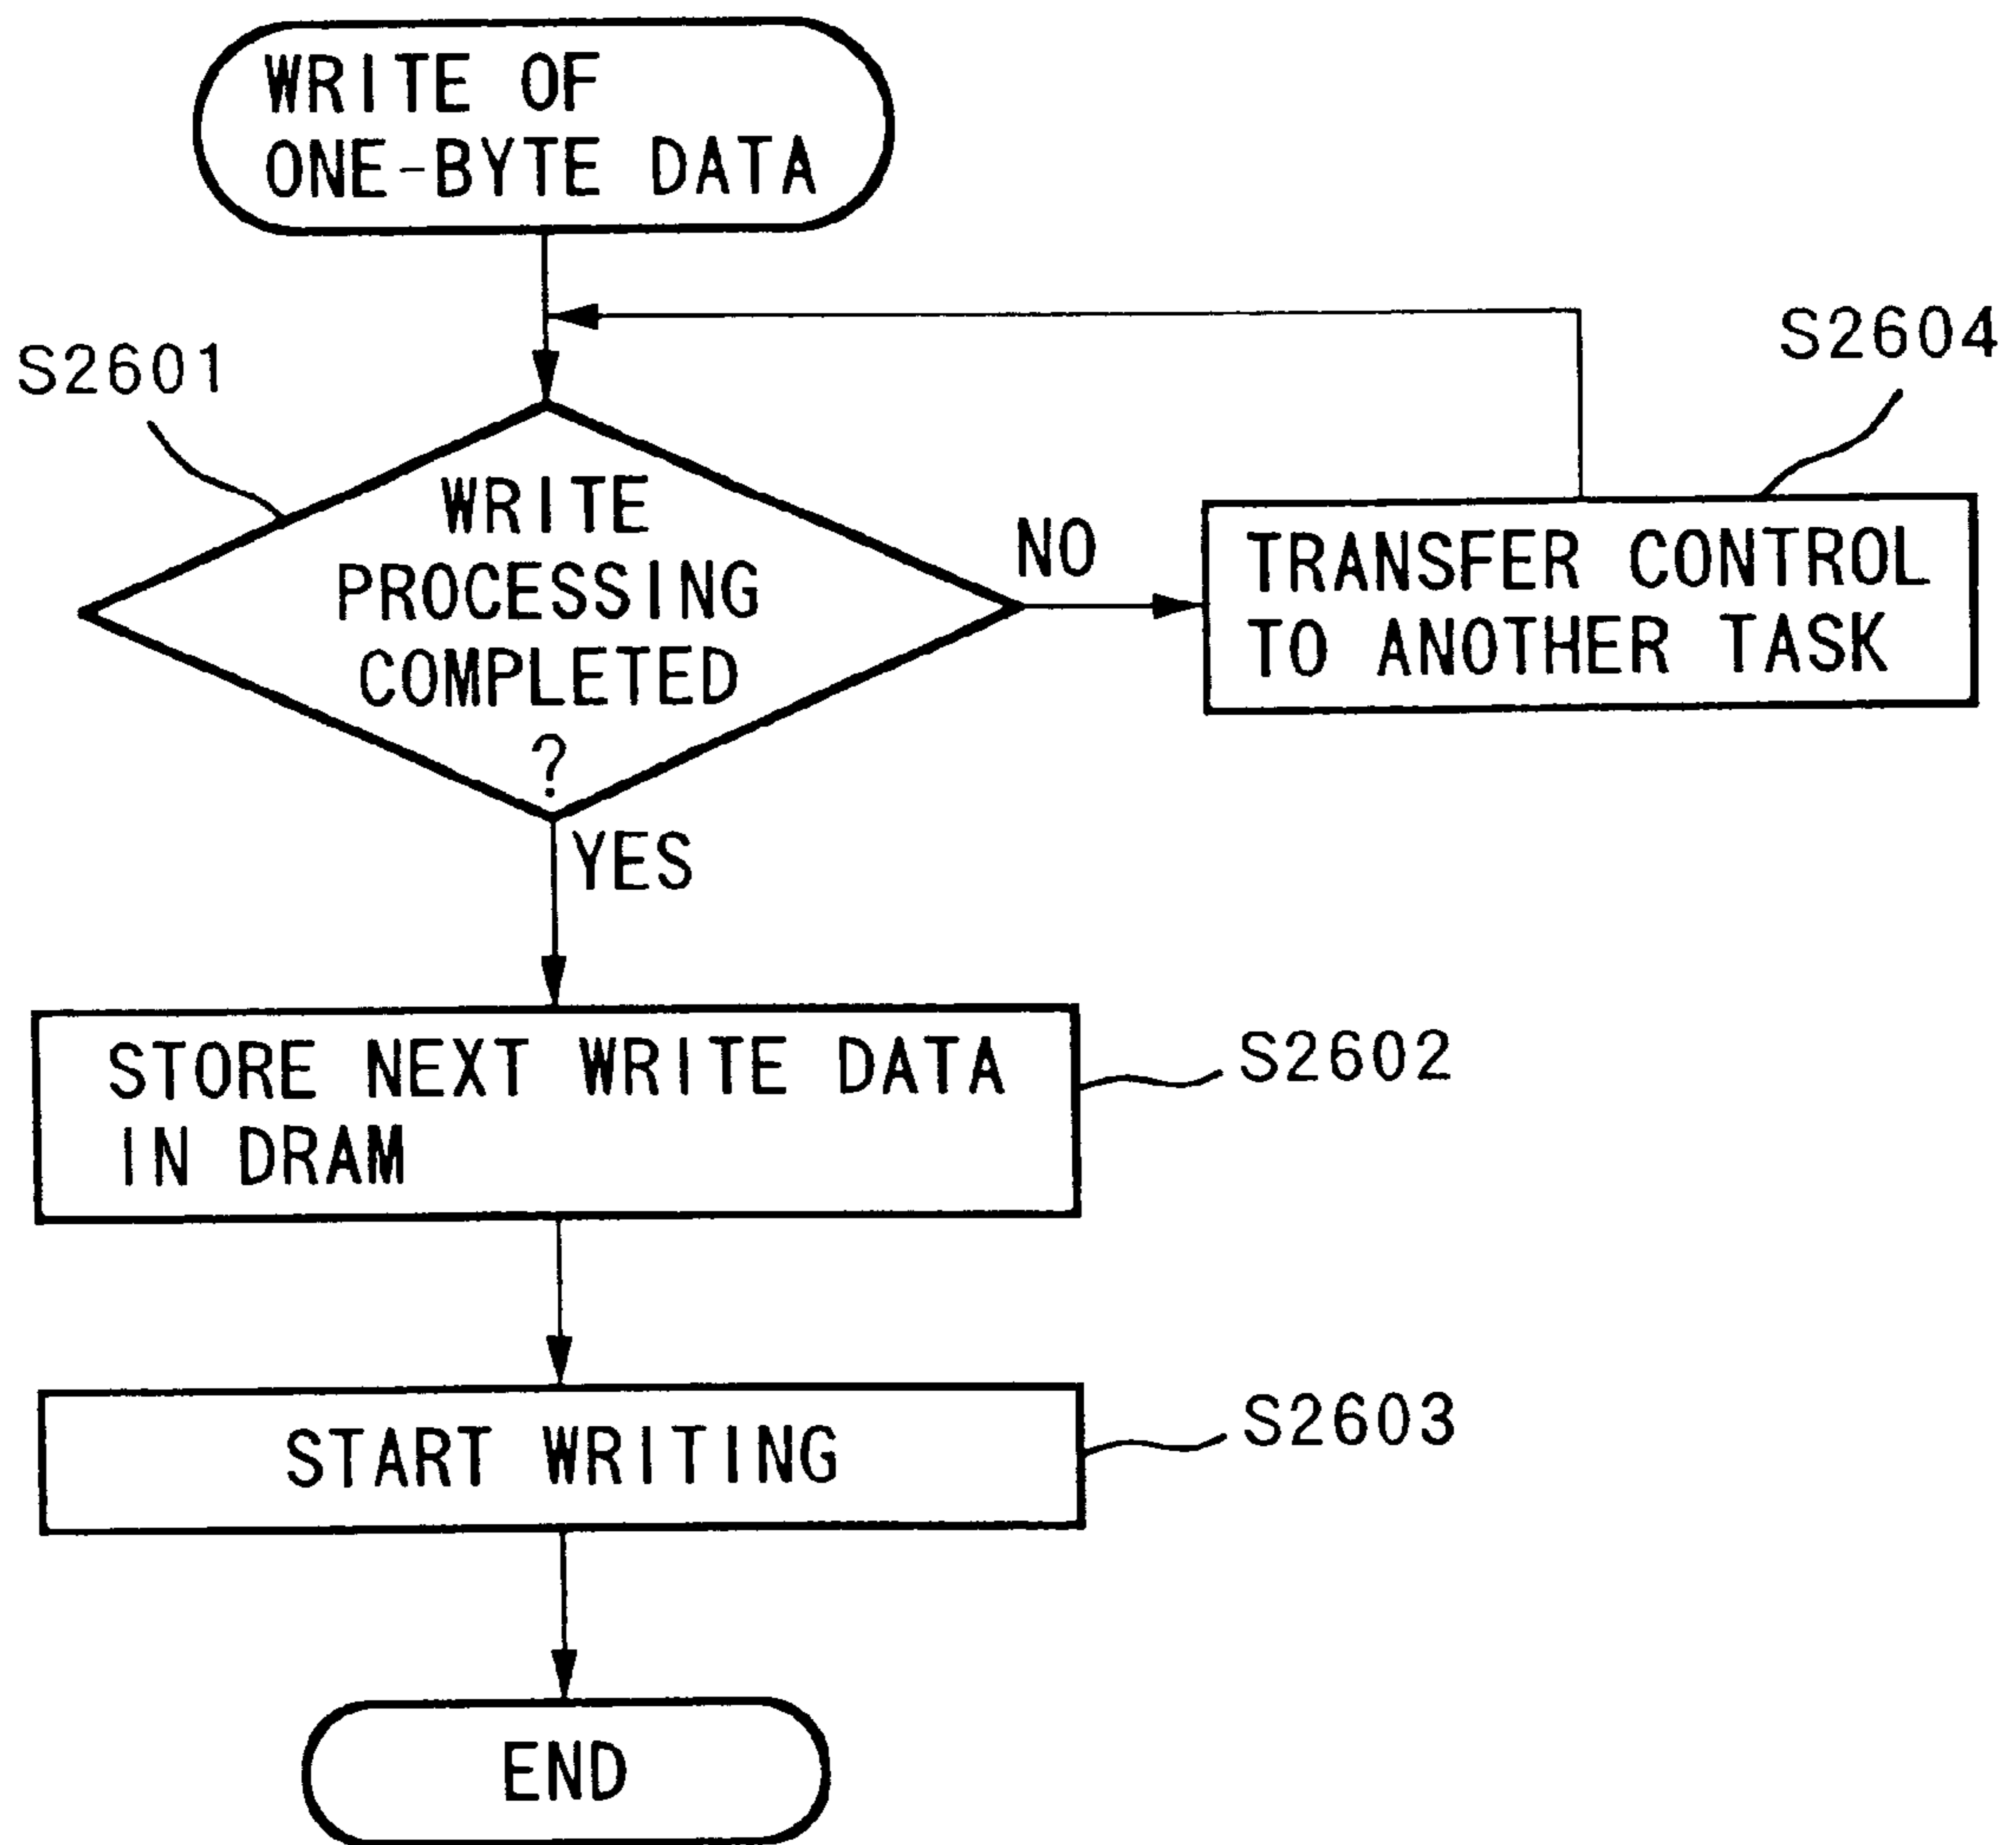 WRITE OF
ONE-BYTE DATA
S2601
S2604
WRITE
PROCESSING
COMPLETED
?
NO
TRANSFER CONTROL
TO ANOTHER TASK
YES
STORE NEXT WRITE DATA
IN DRAM
S2602
START WRITING
S2603
END